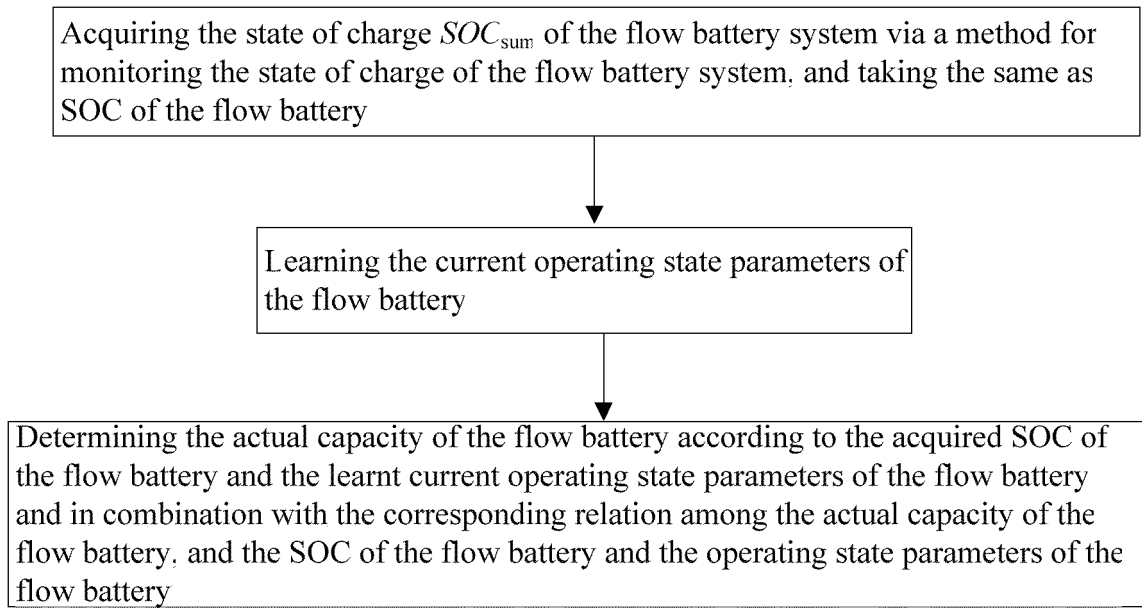 Acquiring the state of charge SOCsum of the flow battery system via a method for
monitoring the state of charge of the flow battery system, and taking the same as
SOC of the flow battery
Learning the current operating state parameters of
the flow battery
Determining the actual capacity of the flow battery according to the acquired SOC of
the flow battery and the learnt current operating state parameters of the flow battery
and in combination with the corresponding relation among the actual capacity of the
flow battery, and the SOC of the flow battery and the operating state parameters of the
flow battery